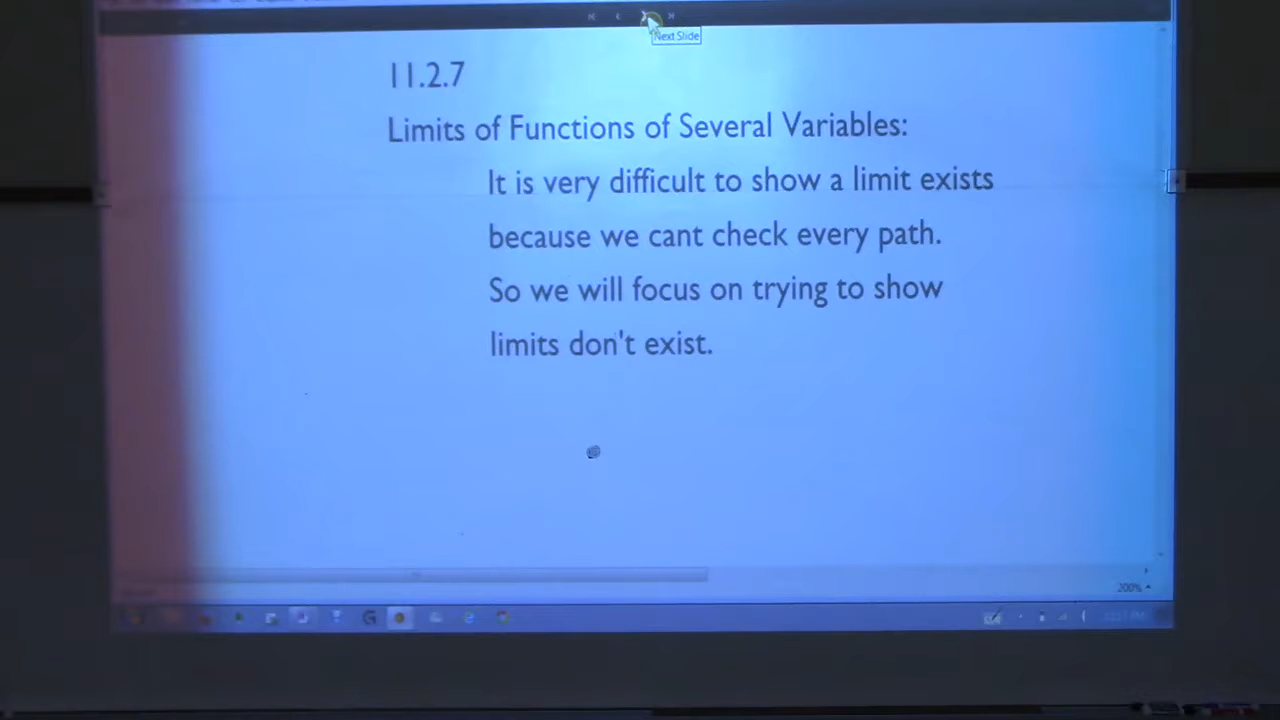 Next Slide
11.2.7
Limits of Functions of Several Variables:
It is very difficult to show a limit exists
because we cant check every path.
So we will focus on trying to show
limits don't exist.
200%